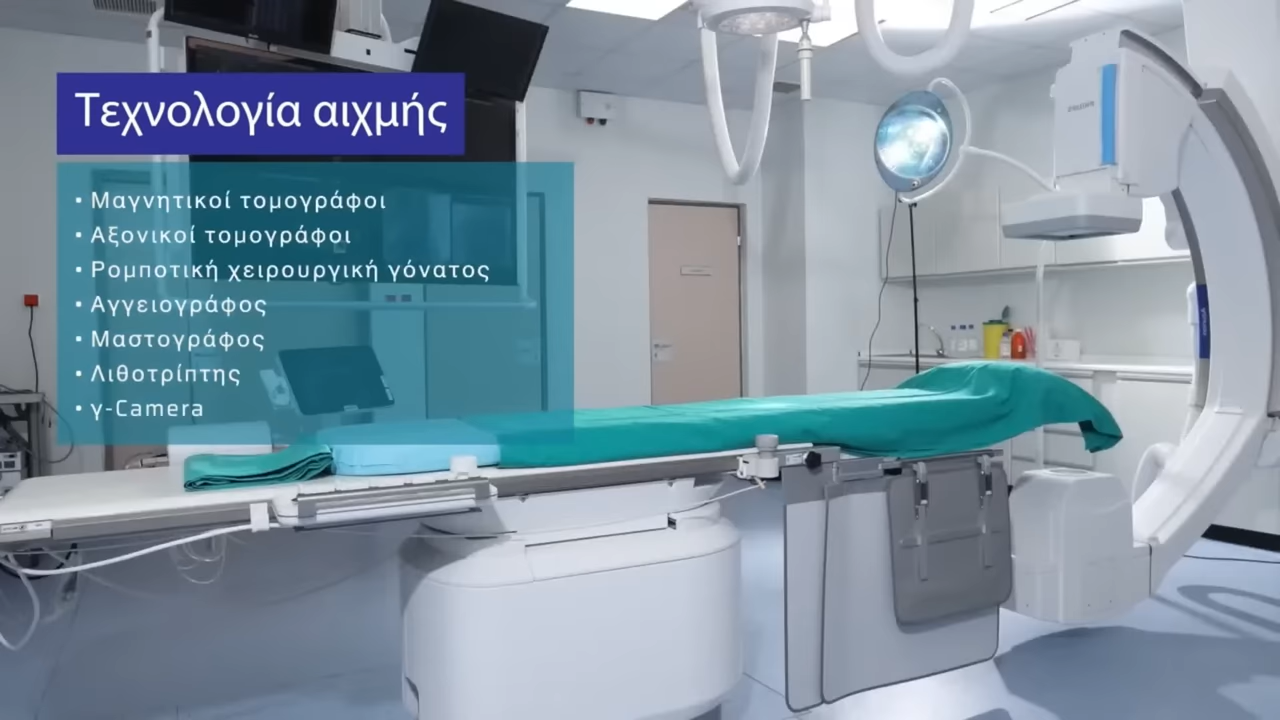 Τεχνολογία αιχμής
• Μαγνητικοί τομογράφοι
• Αξονικοί τομογράφοι
• Ρομποτική χειρουργική γόνατος
• Αγγειογράφος
• Μαστογράφος
• Λιθοτρίπτης
• γ-Camera